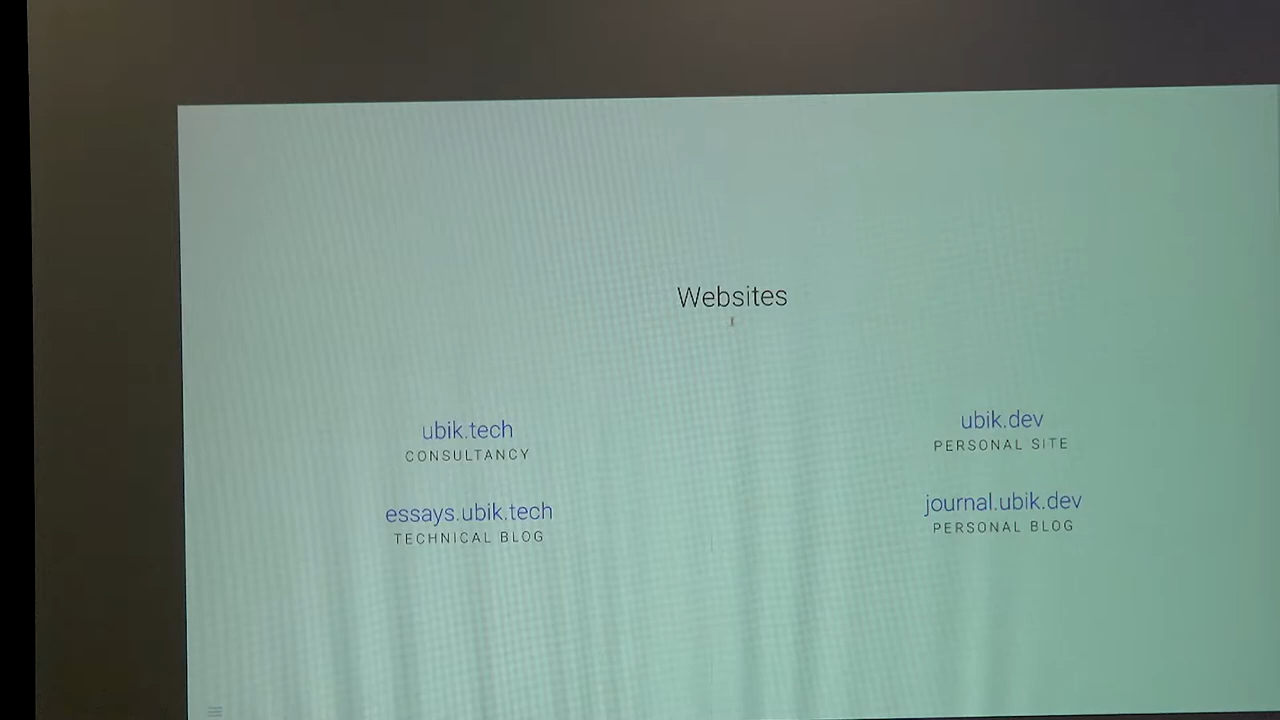 Websites
ubik.tech
CONSULTANCY
essays.ubik.tech
TECHNICAL BLOG
ubik.dev
PERSONAL SITE
journal.ubik.dev
PERSONAL BLOG